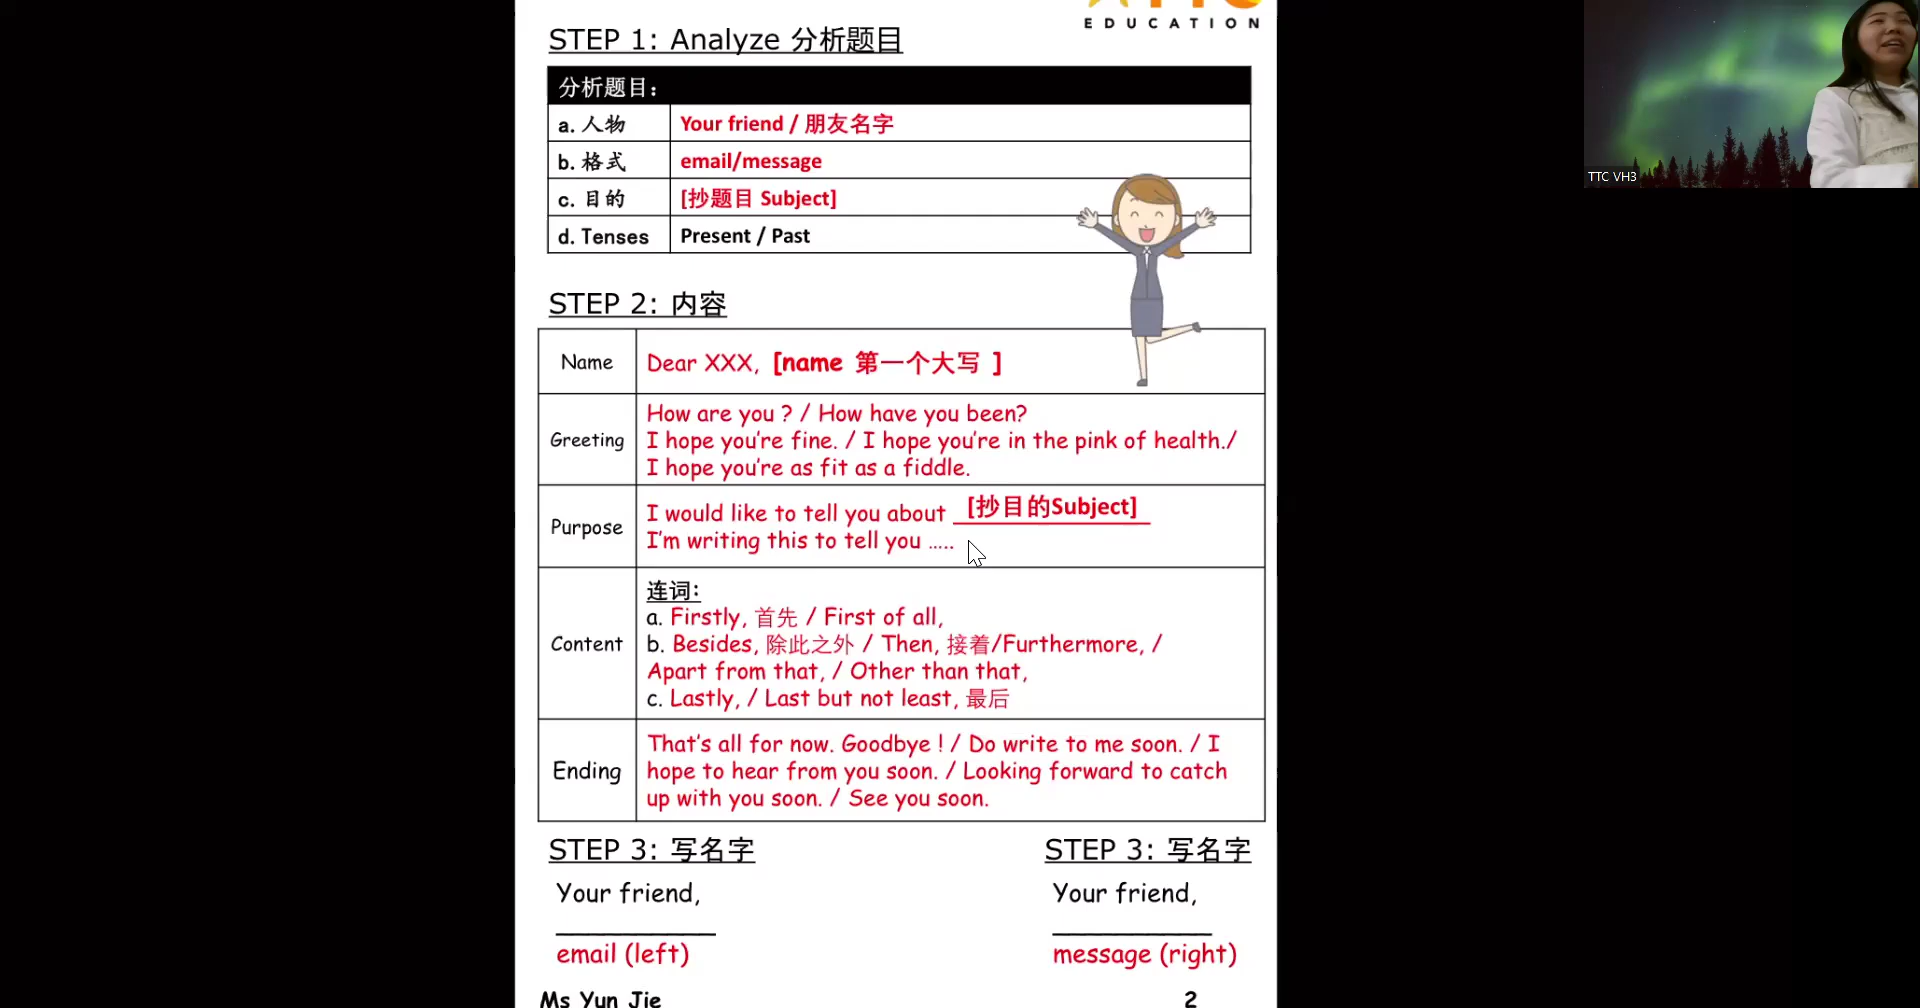 EDUCATION
STEP 1: Analyze 分析题目
TTC VH3
分析题目：
a. 人物 Your friend / 朋友名字
b. 格式 email/message
c. 目的 [抄题目 Subject]
d. Tenses Present / Past
STEP 2: 内容
Name Dear XXX, [name 第一个大写 ]
Greeting
How are you ? / How have you been?
I hope you're fine. / I hope you're in the pink of health./
I hope you're as fit as a fiddle.
Purpose
I would like to tell you about [抄目的Subject]
I'm writing this to tell you …..
Content
连词:
a. Firstly, 首先 / First of all,
b. Besides, 除此之外 / Then, 接着/Furthermore, /
Apart from that, / Other than that,
c. Lastly, / Last but not least, 最后
Ending
That's all for now. Goodbye ! / Do write to me soon. / I
hope to hear from you soon. / Looking forward to catch
up with you soon. / See you soon.
STEP 3: 写名字
Your friend,
email (left)
STEP 3: 写名字
Your friend,
message (right)
Ms Yun Jie
2